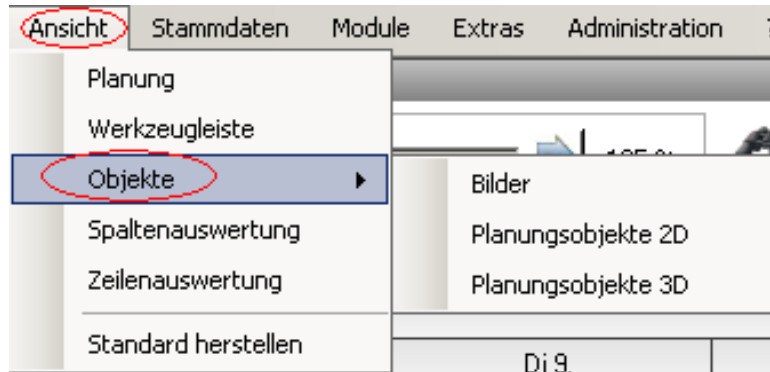 Ansicht Stammdaten Module Extras Administration
Planung
Werkzeugleiste
Objekte
Bilder
Spaltenauswertung
Planungsobjekte 2D
Zeilenauswertung
Planungsobjekte 3D
Standard herstellen
Di 9.